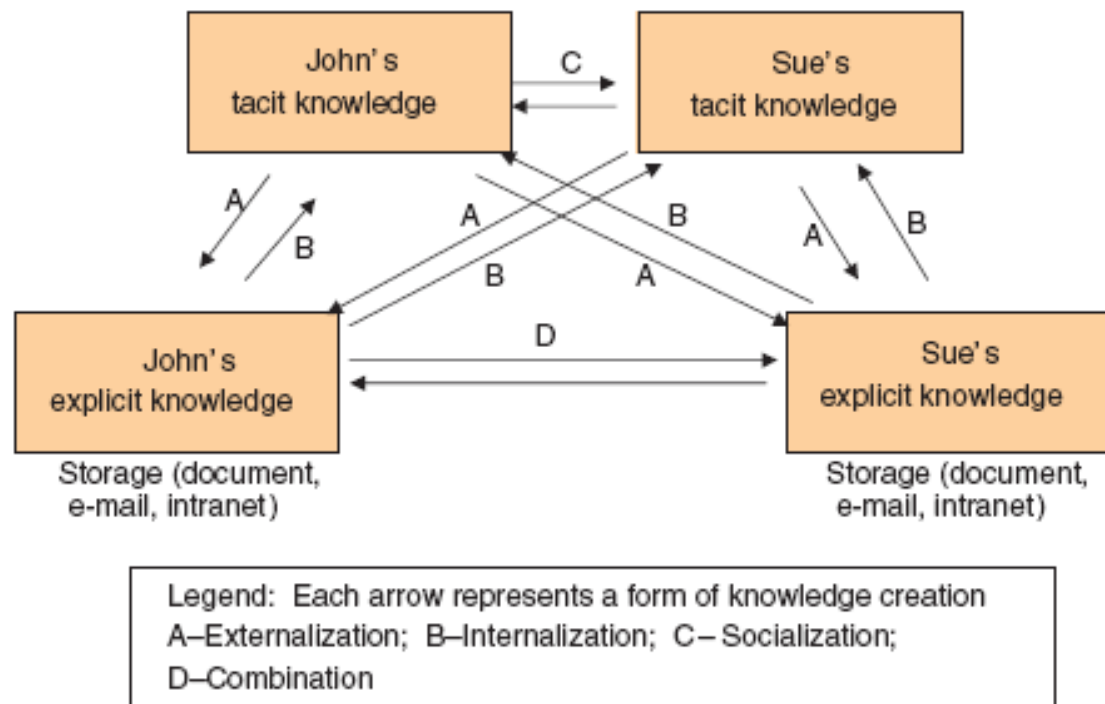 John's
tacit knowledge
C
Sue's
tacit knowledge
A
B
A
B
B
A
A
B
John's
explicit knowledge
D
Sue's
explicit knowledge
Storage (document,
e-mail, intranet)
Storage (document,
e-mail, intranet)
Legend: Each arrow represents a form of knowledge creation
A–Externalization; B–Internalization; C–Socialization;
D–Combination